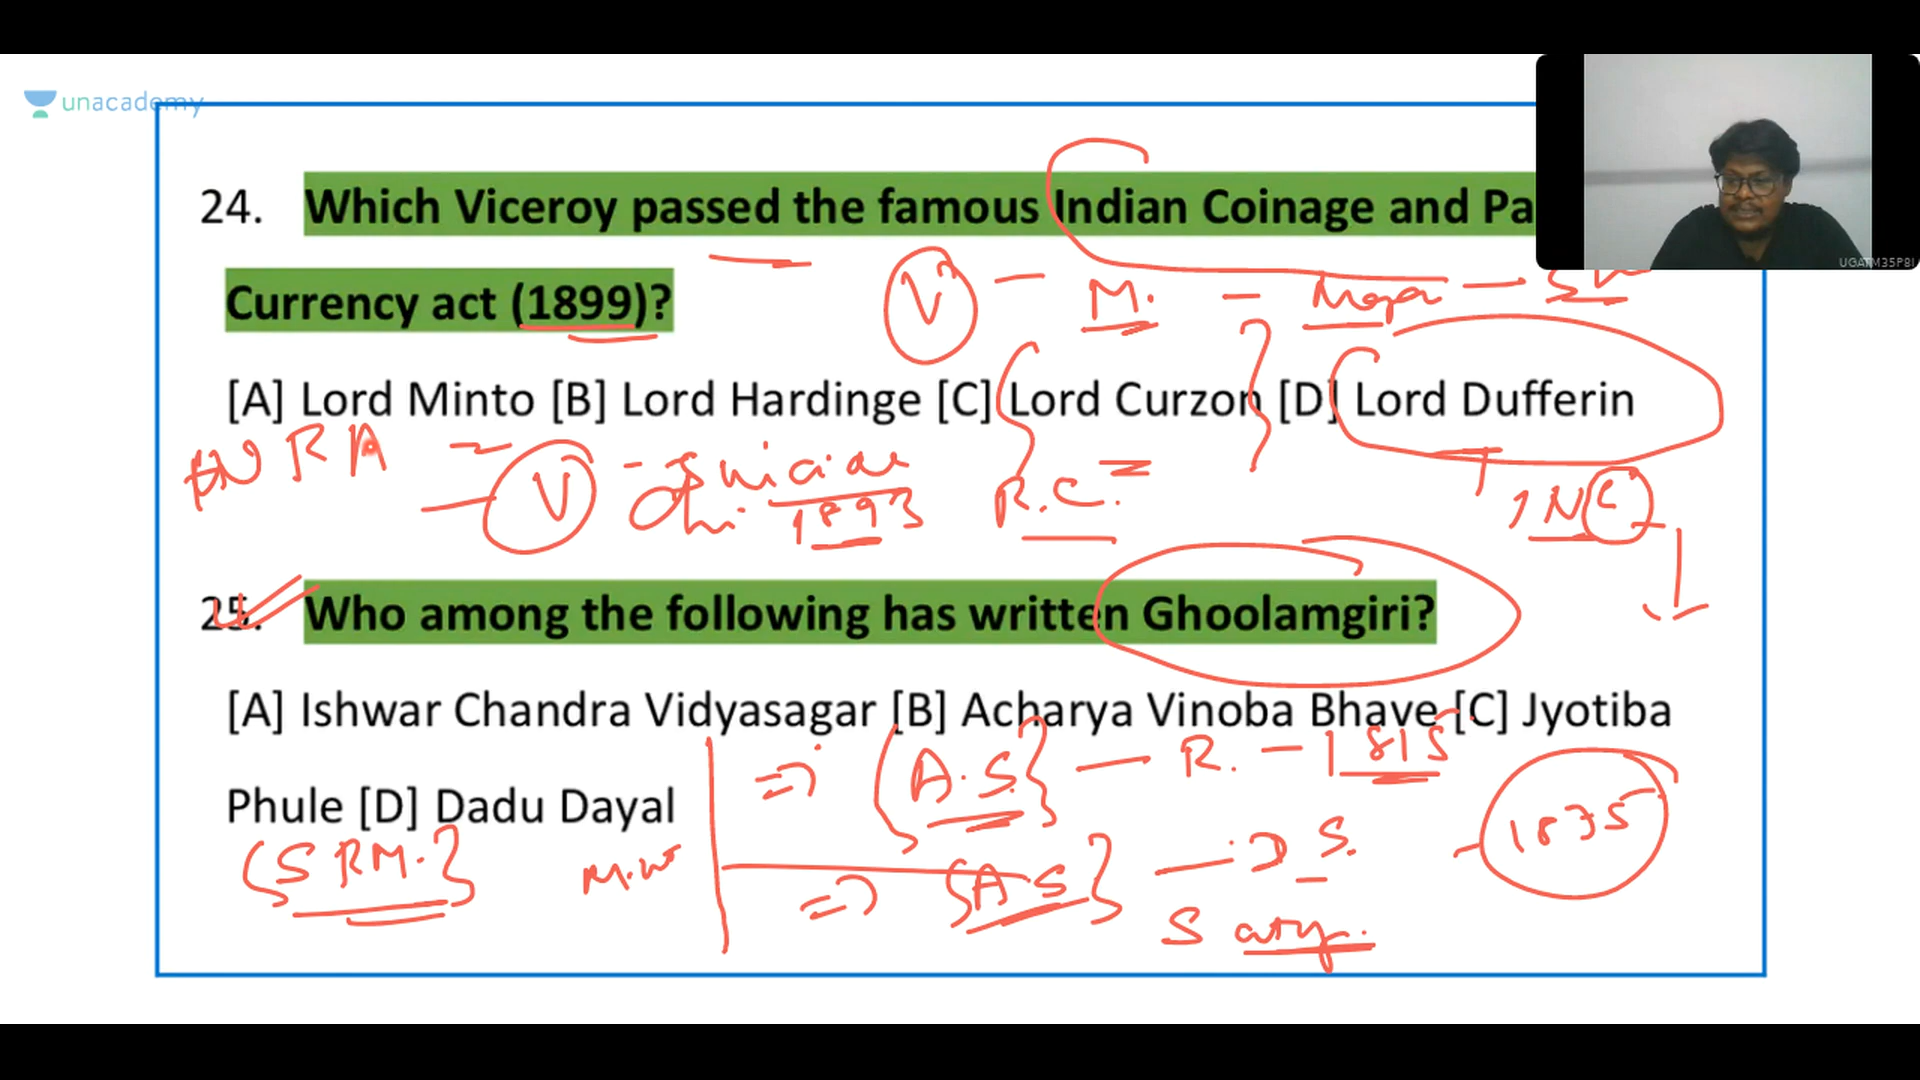 unacademy
24. Which Viceroy passed the famous Indian Coinage and Pa
UGATM35P8I
Currency act (1899)?
V - M. -
[A] Lord Minto [B] Lord Hardinge [C] Lord Curzon [D] Lord Dufferin
V - 1893 R.C. INC
25. Who among the following has written Ghoolamgiri?
[A] Ishwar Chandra Vidyasagar [B] Acharya Vinoba Bhave [C] Jyotiba
=> {A.S.} - R. - 1815
Phule [D] Dadu Dayal
{SRM.} => {A.S} - D.S. - 1875